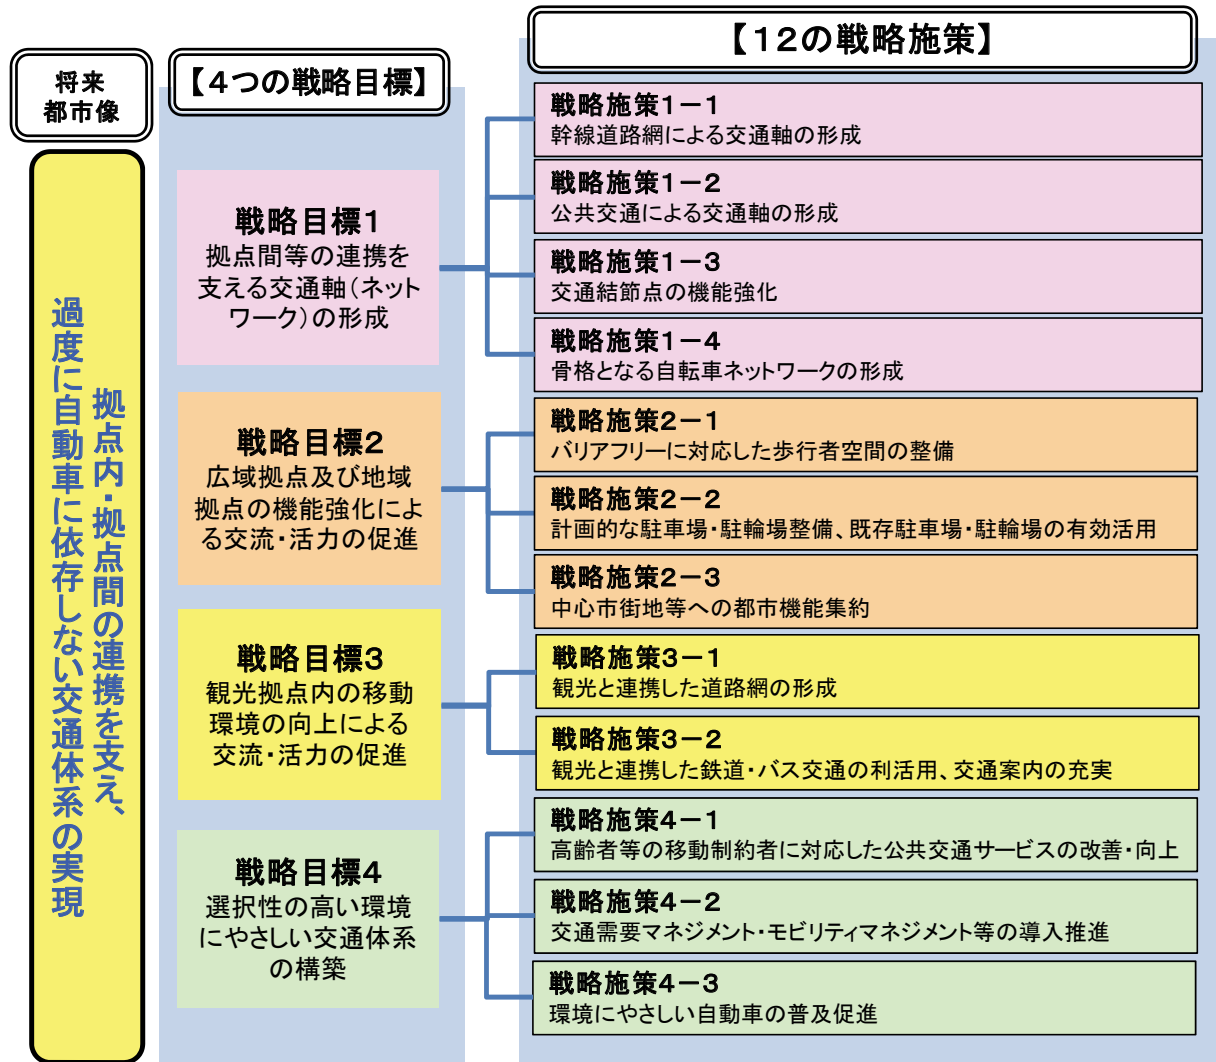 将来
都市像
【4つの戦略目標】
【12の戦略施策】
拠点内・拠点間の連携を支え、
過度に自動車に依存しない交通体系の実現
戦略目標1
拠点間等の連携を
支える交通軸(ネット
ワーク)の形成
戦略施策1-1
幹線道路網による交通軸の形成
戦略施策1-2
公共交通による交通軸の形成
戦略施策1-3
交通結節点の機能強化
戦略施策1-4
骨格となる自転車ネットワークの形成
戦略目標2
広域拠点及び地域
拠点の機能強化によ
る交流・活力の促進
戦略施策2-1
バリアフリーに対応した歩行者空間の整備
戦略施策2-2
計画的な駐車場・駐輪場整備、既存駐車場・駐輪場の有効活用
戦略施策2-3
中心市街地等への都市機能集約
戦略目標3
観光拠点内の移動
環境の向上による
交流・活力の促進
戦略施策3-1
観光と連携した道路網の形成
戦略施策3-2
観光と連携した鉄道・バス交通の利活用、交通案内の充実
戦略目標4
選択性の高い環境
にやさしい交通体系
の構築
戦略施策4-1
高齢者等の移動制約者に対応した公共交通サービスの改善・向上
戦略施策4-2
交通需要マネジメント・モビリティマネジメント等の導入推進
戦略施策4-3
環境にやさしい自動車の普及促進